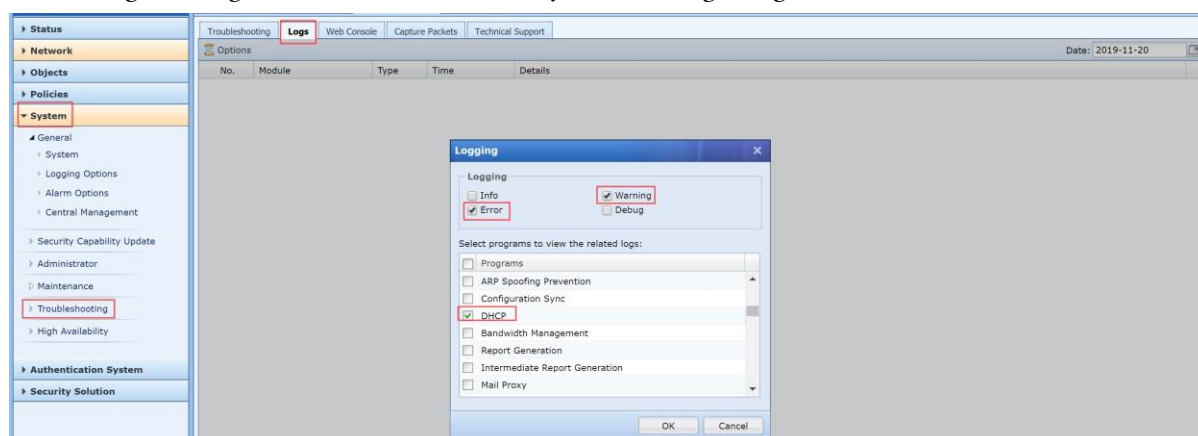 Status
Network
Objects
Policies
System
General
System
Logging Options
Alarm Options
Central Management
Security Capability Update
Administrator
Maintenance
Troubleshooting
High Availability
Authentication System
Security Solution
Troubleshooting Logs Web Console Capture Packets Technical Support
Options Date: 2019-11-20
No. Module Type Time Details
Logging
Logging
Info Warning
Error Debug
Select programs to view the related logs:
Programs
ARP Spoofing Prevention
Configuration Sync
DHCP
Bandwidth Management
Report Generation
Intermediate Report Generation
Mail Proxy
OK Cancel